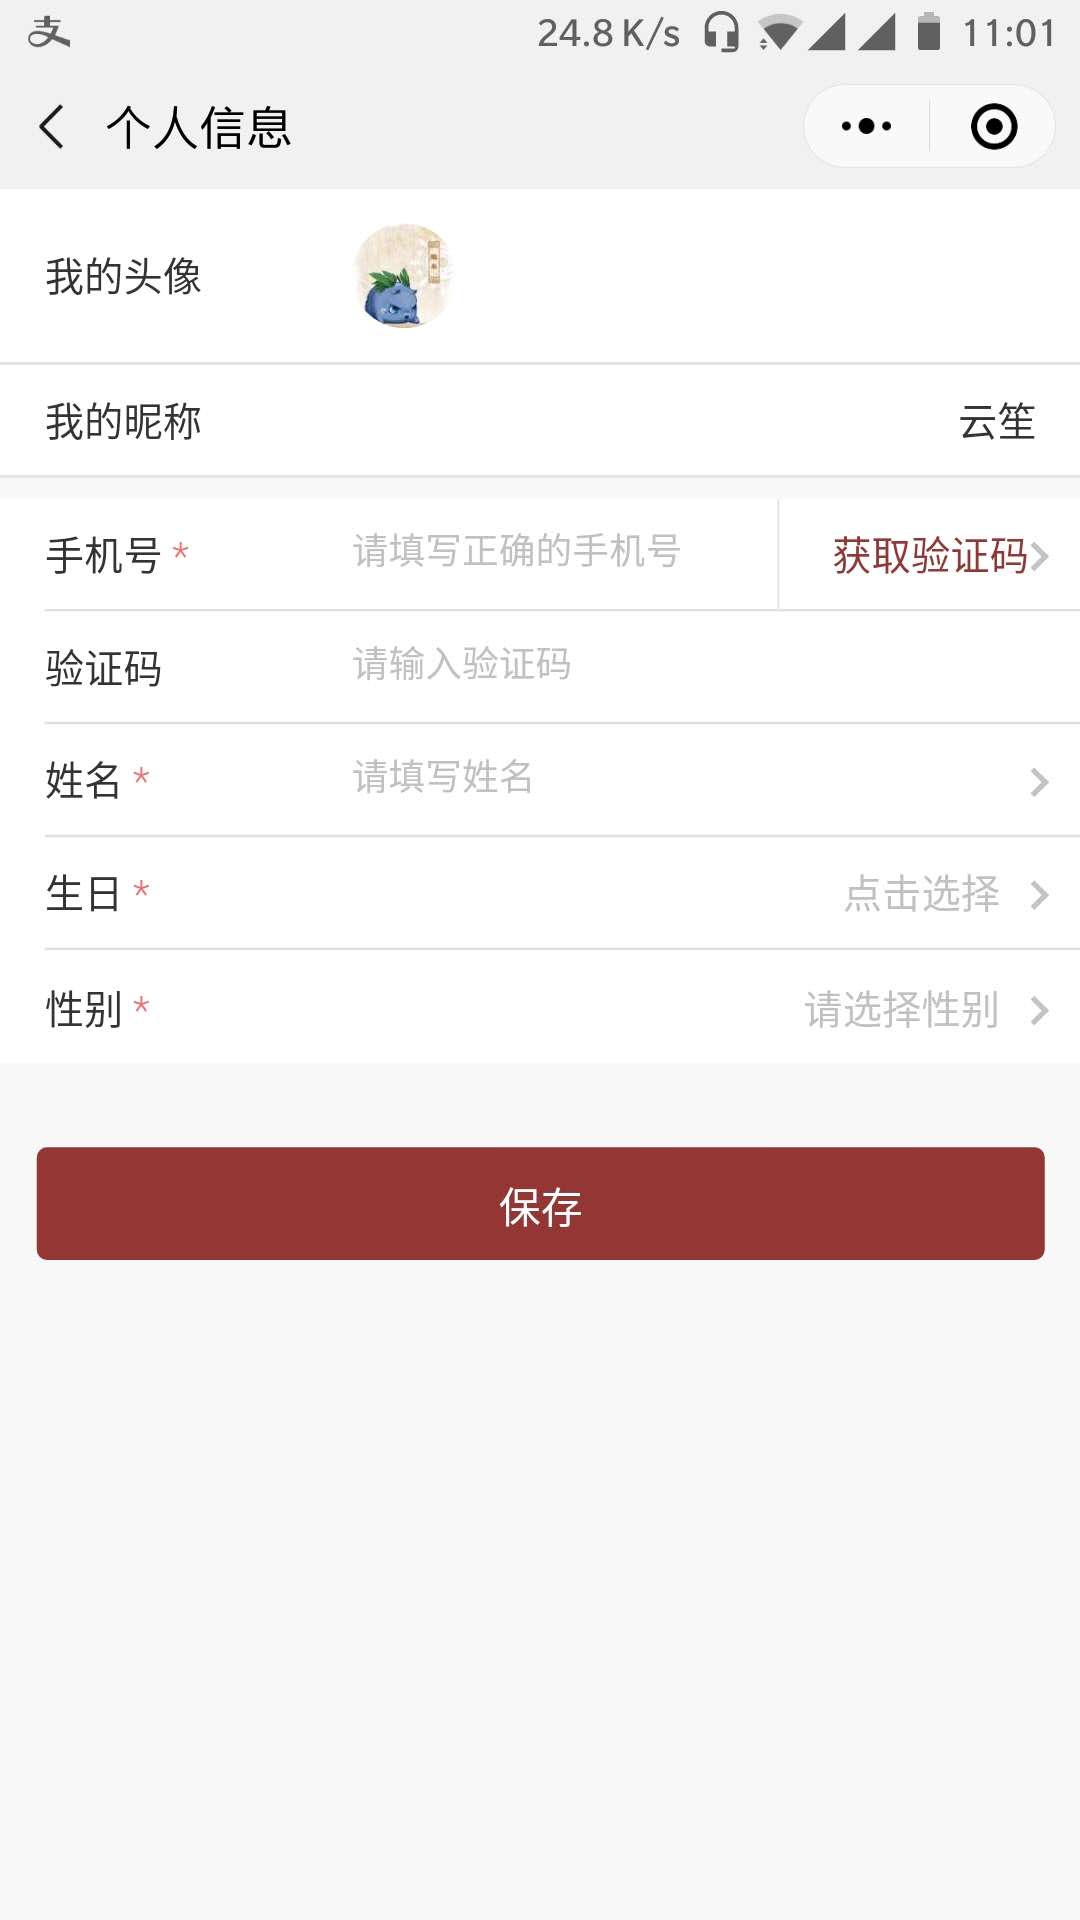 24.8 K/s 11:01
个人信息
我的头像
我的昵称 云笙
手机号 * 请填写正确的手机号 获取验证码
验证码 请输入验证码
姓名 * 请填写姓名
生日 * 点击选择
性别 * 请选择性别
保存